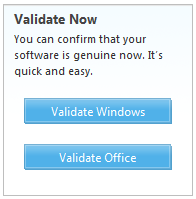 Validate Now
You can confirm that your
software is genuine now. It's
quick and easy.
Validate Windows
Validate Office